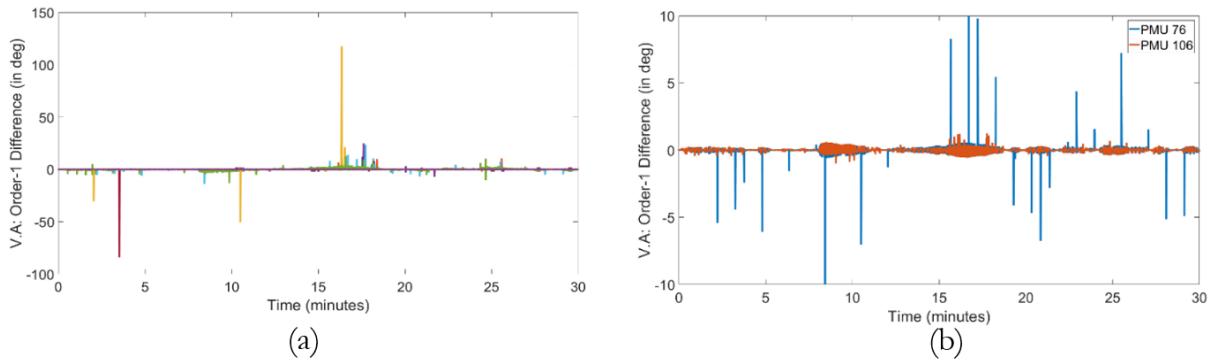 V.A: Order-1 Difference (in deg)
150
100
50
0
-50
-100
0 5 10 15 20 25 30
Time (minutes)
(a)
V.A: Order-1 Difference (in deg)
10
5
0
-5
-10
0 5 10 15 20 25 30
Time (minutes)
PMU 76
PMU 106
(b)